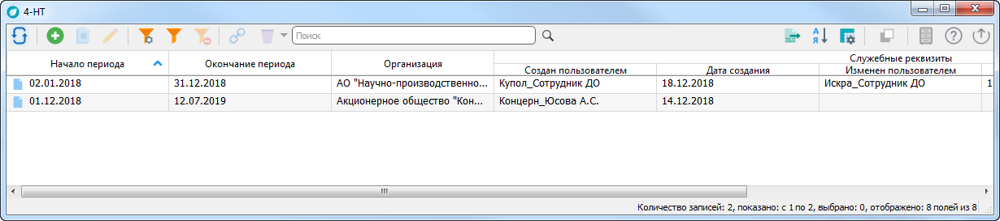 4-НТ
Поиск
А
Я
Начало периода Окончание периода Организация Служебные реквизиты
Создан пользователем Дата создания Изменен пользователем
02.01.2018 31.12.2018 АО "Научно-производственно... Купол_Сотрудник ДО 18.12.2018 Искра_Сотрудник ДО 1
01.12.2018 12.07.2019 Акционерное общество "Кон... Концерн_Юсова А.С. 14.12.2018
Количество записей: 2, показано: с 1 по 2, выбрано: 0, отображено: 8 полей из 8